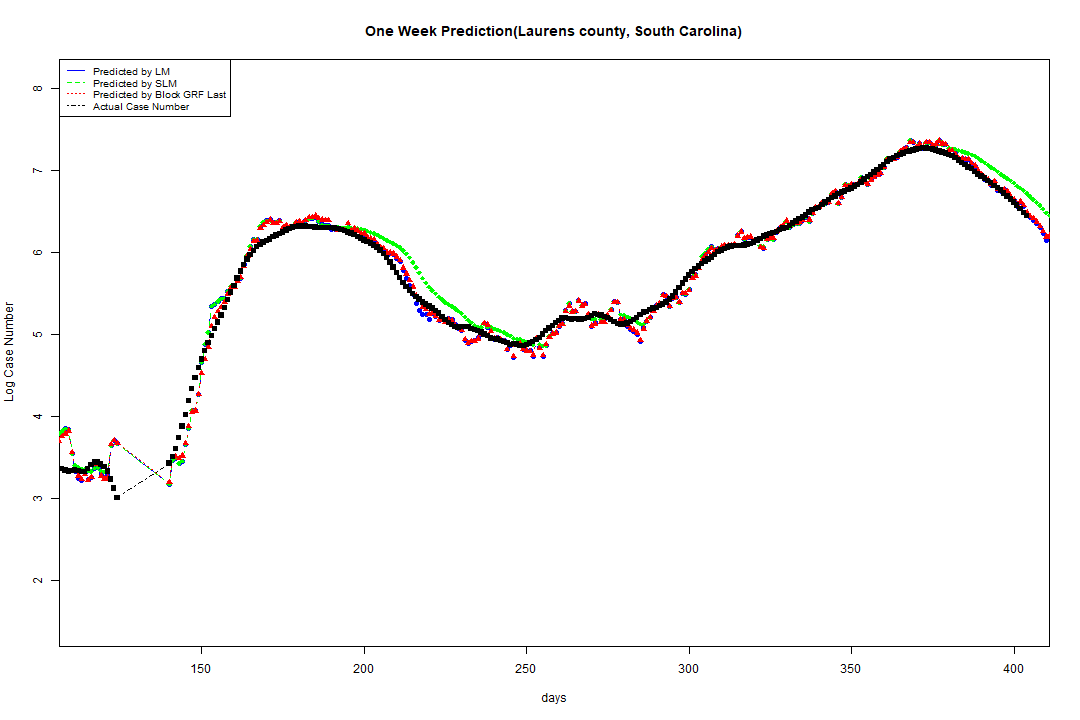 One Week Prediction(Laurens county, South Carolina)
Predicted by LM
Predicted by SLM
Predicted by Block GRF Last
Actual Case Number
8
7
6
5
4
3
2
Log Case Number
150 200 250 300 350 400
days